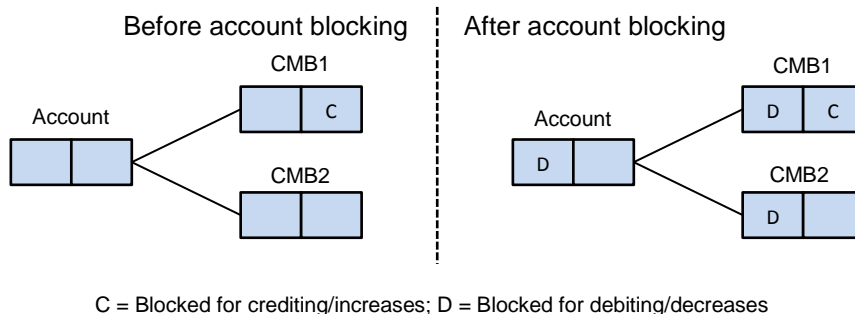 Before account blocking
After account blocking
CMB1
C
Account
CMB2
CMB1
D C
Account
D
CMB2
D
C = Blocked for crediting/increases; D = Blocked for debiting/decreases